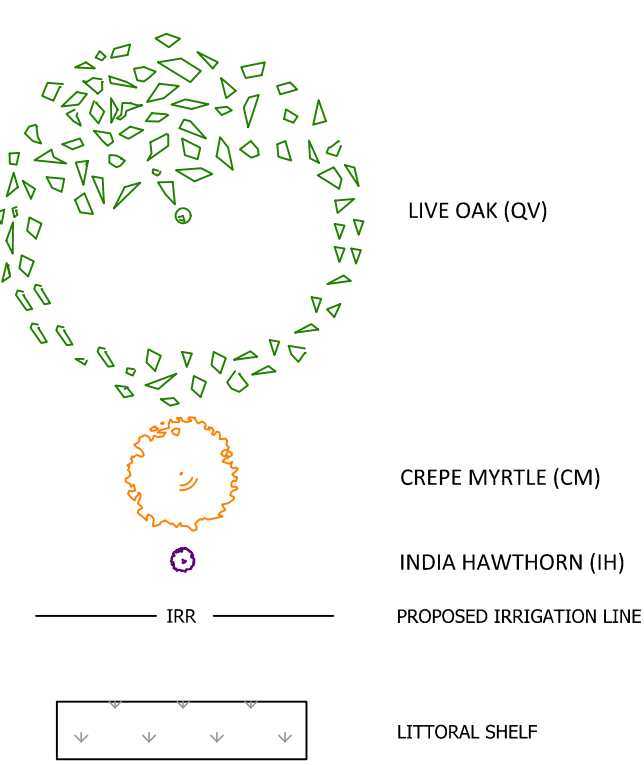 LIVE OAK (QV)
CREPE MYRTLE (CM)
INDIA HAWTHORN (IH)
IRR PROPOSED IRRIGATION LINE
LITTORAL SHELF